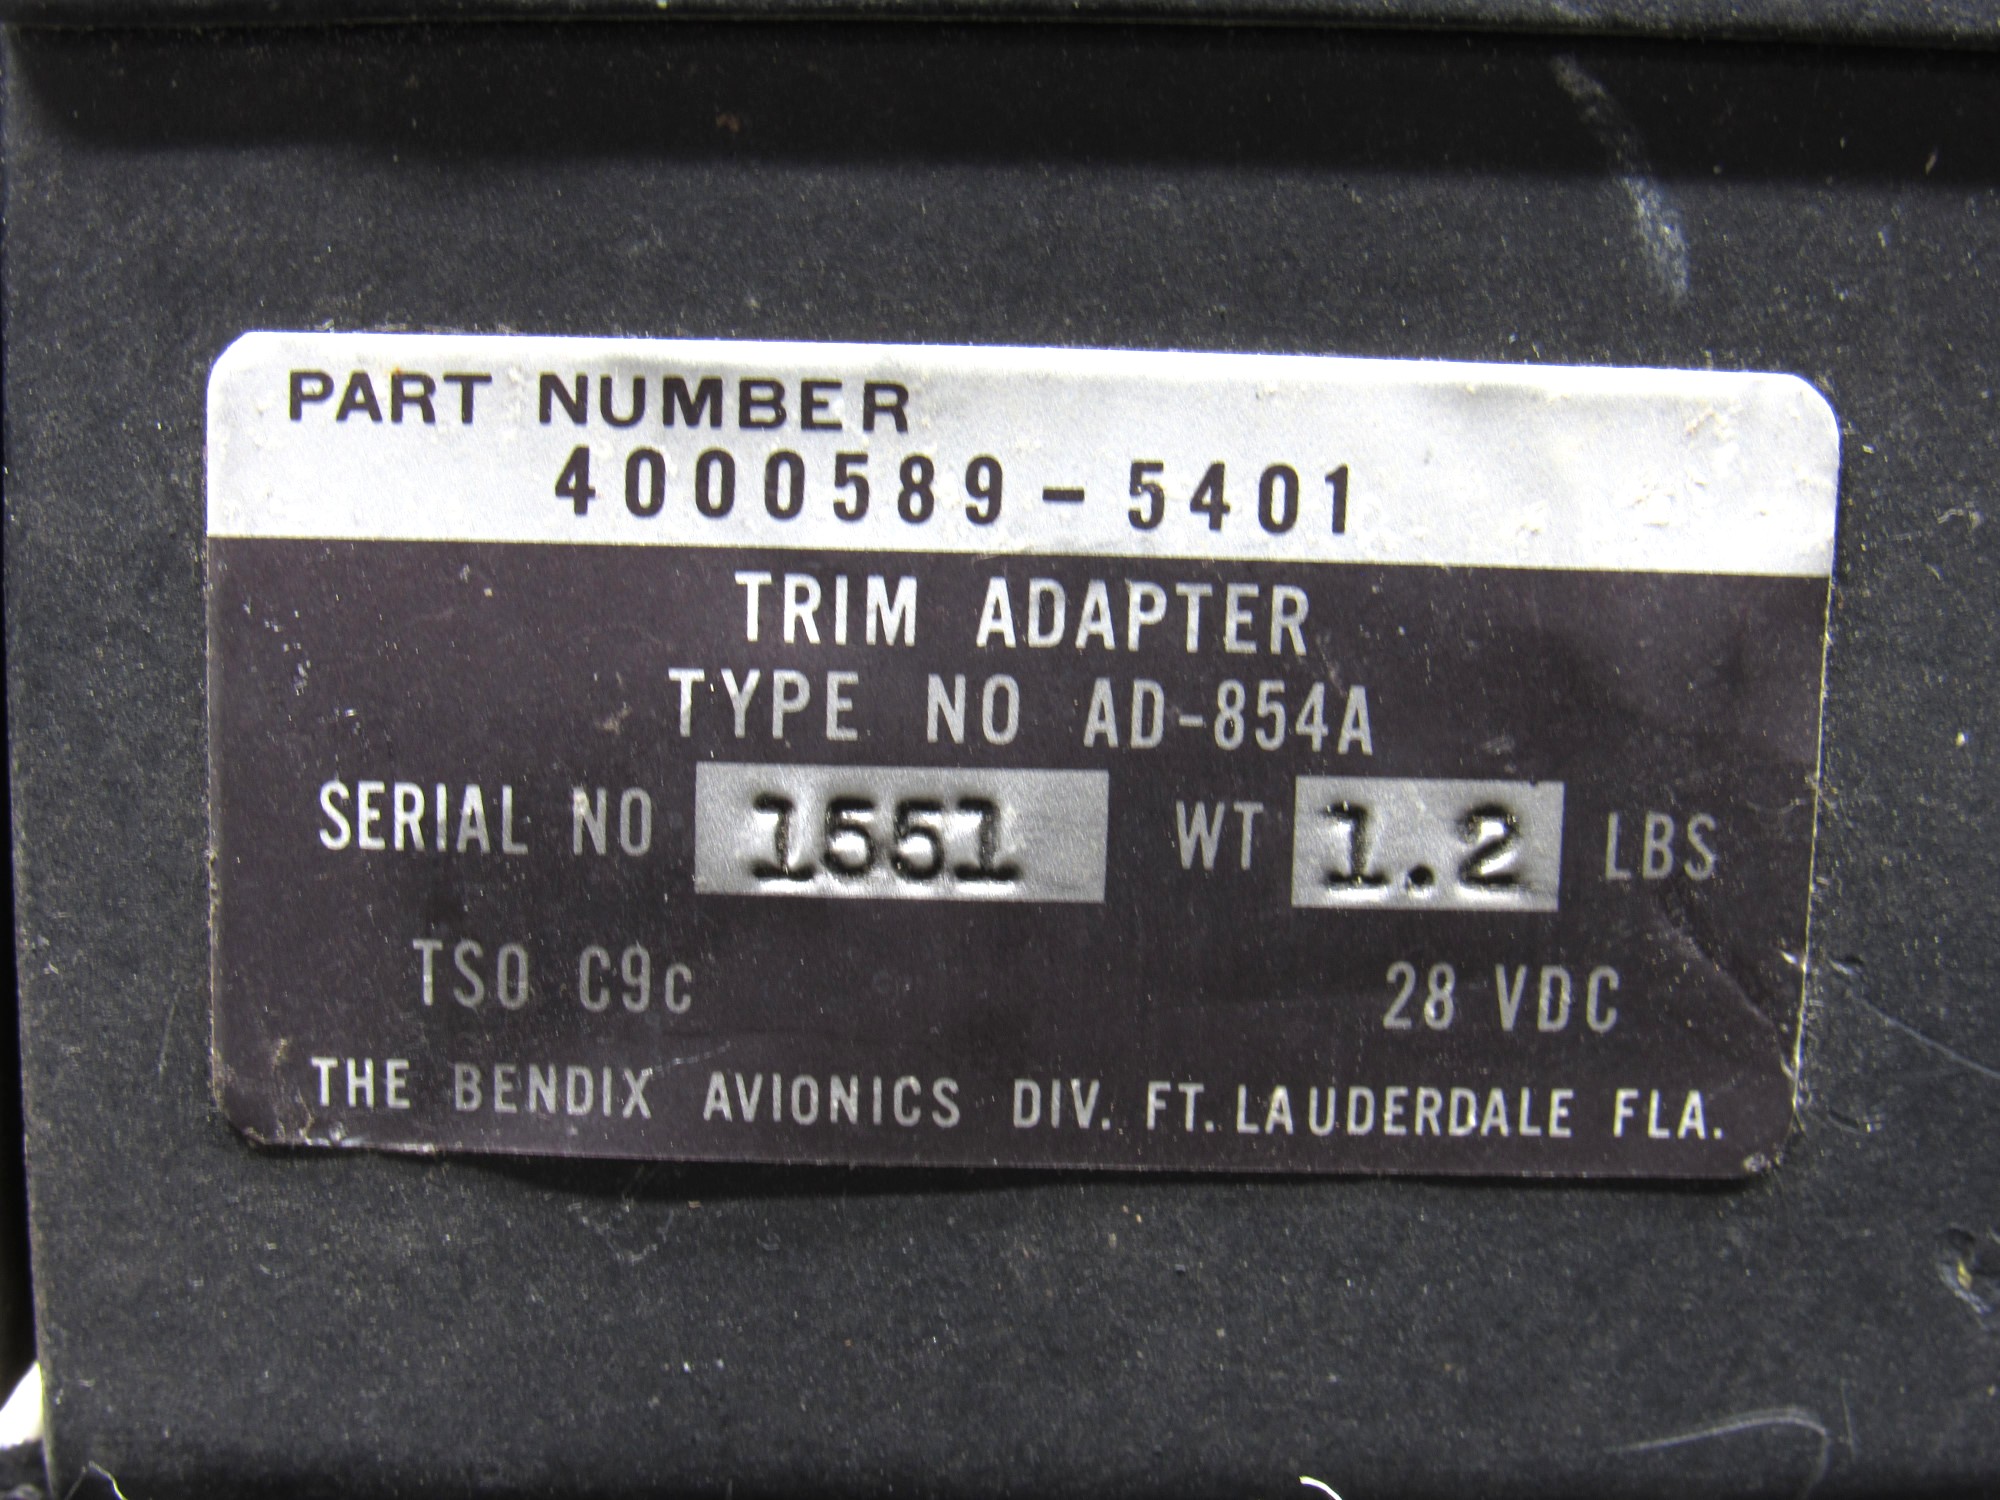 PART NUMBER
4000589-5401
TRIM ADAPTER
TYPE NO AD-854A
SERIAL NO 1551 WT 1.2 LBS
TSO C9c 28 VDC
THE BENDIX AVIONICS DIV. FT. LAUDERDALE FLA.